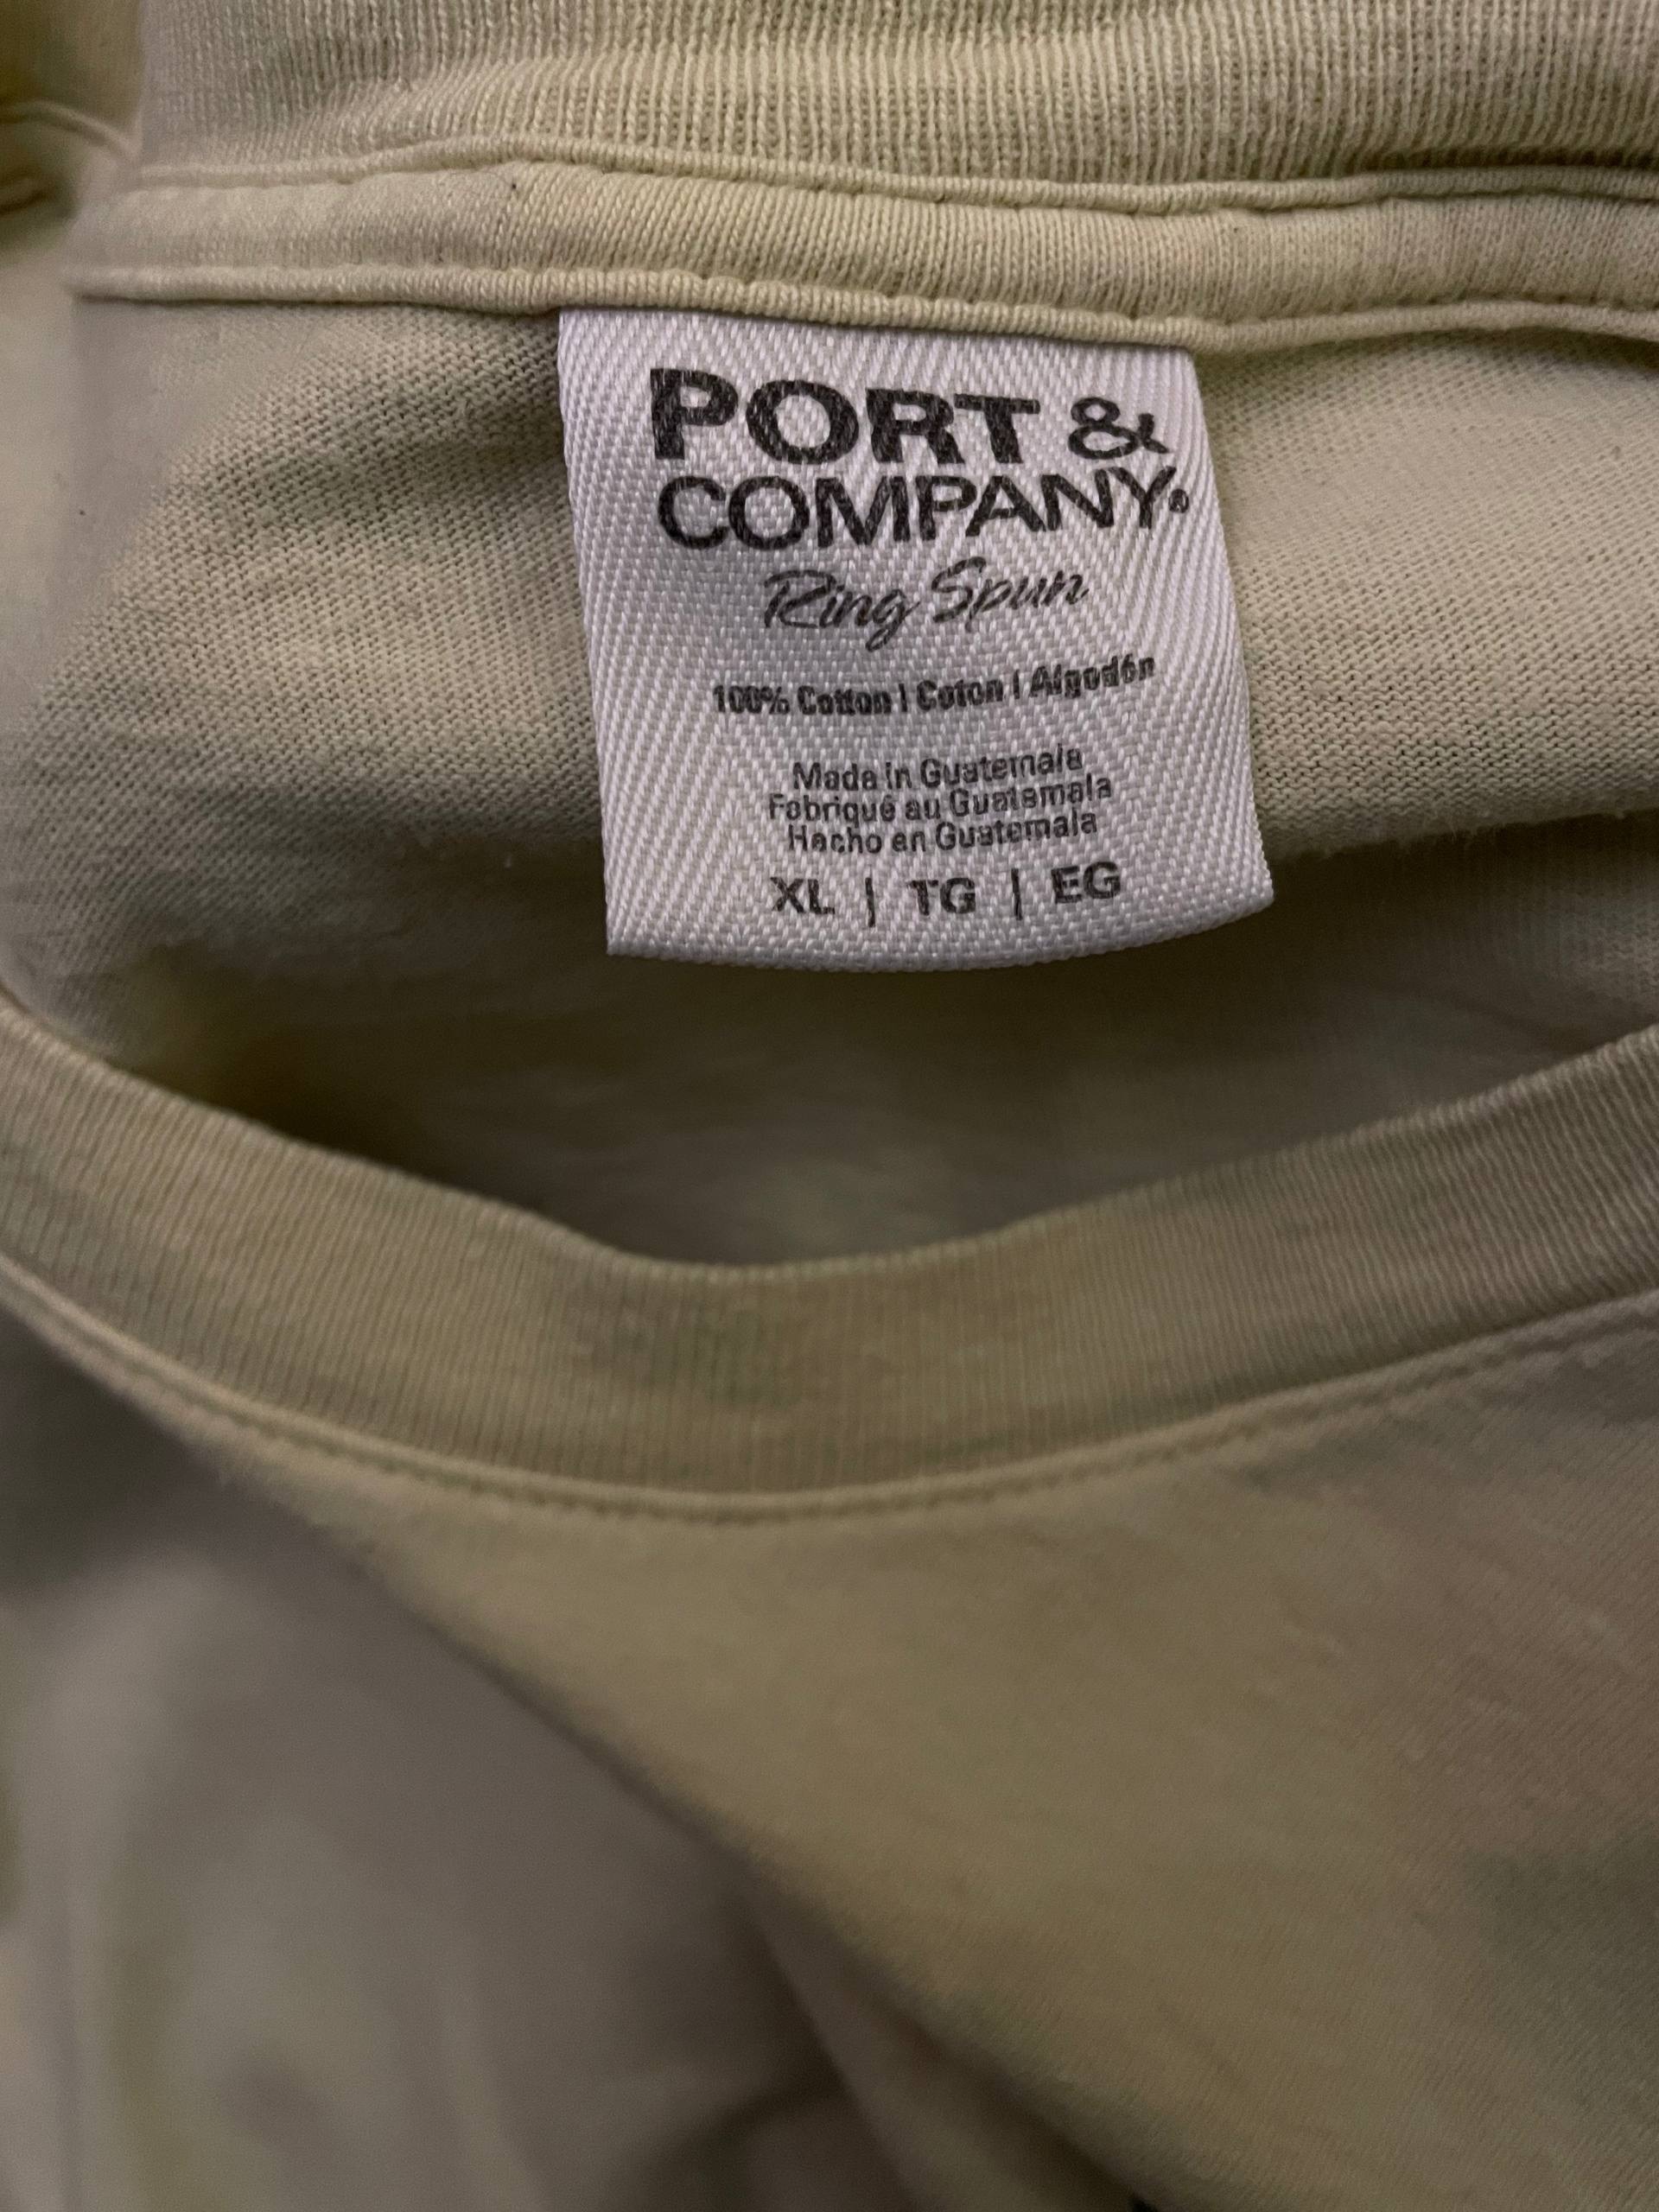 PORT &
COMPANY®
Ring Spun
100% Cotton | Coton | Algodón
Made in Guatemala
Fabriqué au Guatemala
Hecho en Guatemala
XL | TG | EG